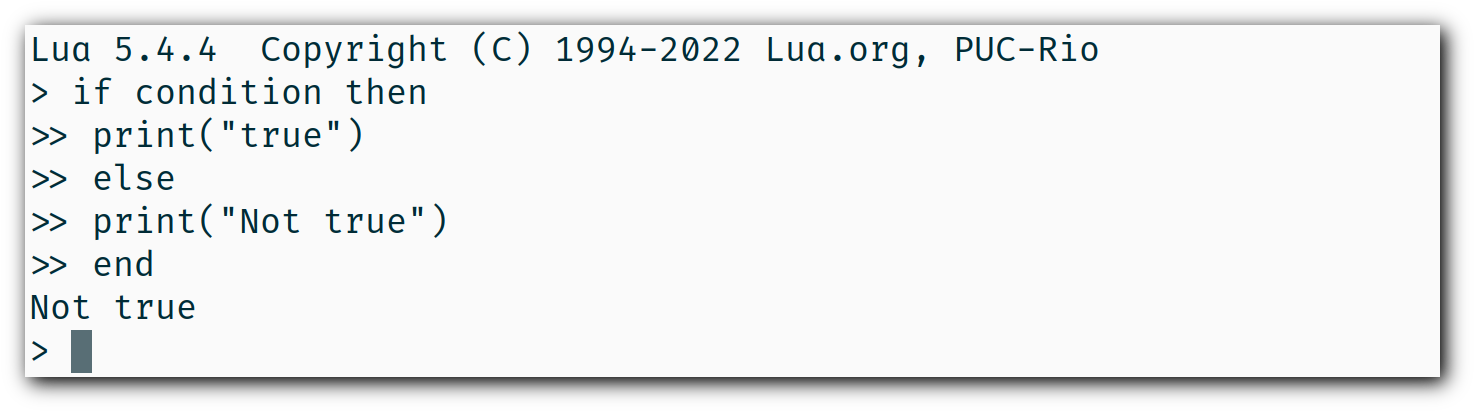 Lua 5.4.4  Copyright (C) 1994-2022 Lua.org, PUC-Rio
> if condition then
>> print("true")
>> else
>> print("Not true")
>> end
Not true
>